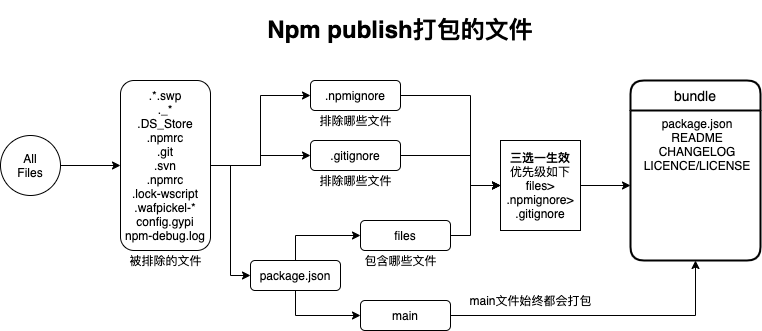 Npm publish打包的文件
All
Files
.*.swp
._*
.DS_Store
.npmrc
.git
.svn
.npmrc
.lock-wscript
.wafpickel-*
config.gypi
npm-debug.log
被排除的文件
.npmignore
排除哪些文件
.gitignore
排除哪些文件
package.json
files
包含哪些文件
main
三选一生效
优先级如下
files>
.npmignore>
.gitignore
main文件始终都会打包
bundle
package.json
README
CHANGELOG
LICENCE/LICENSE